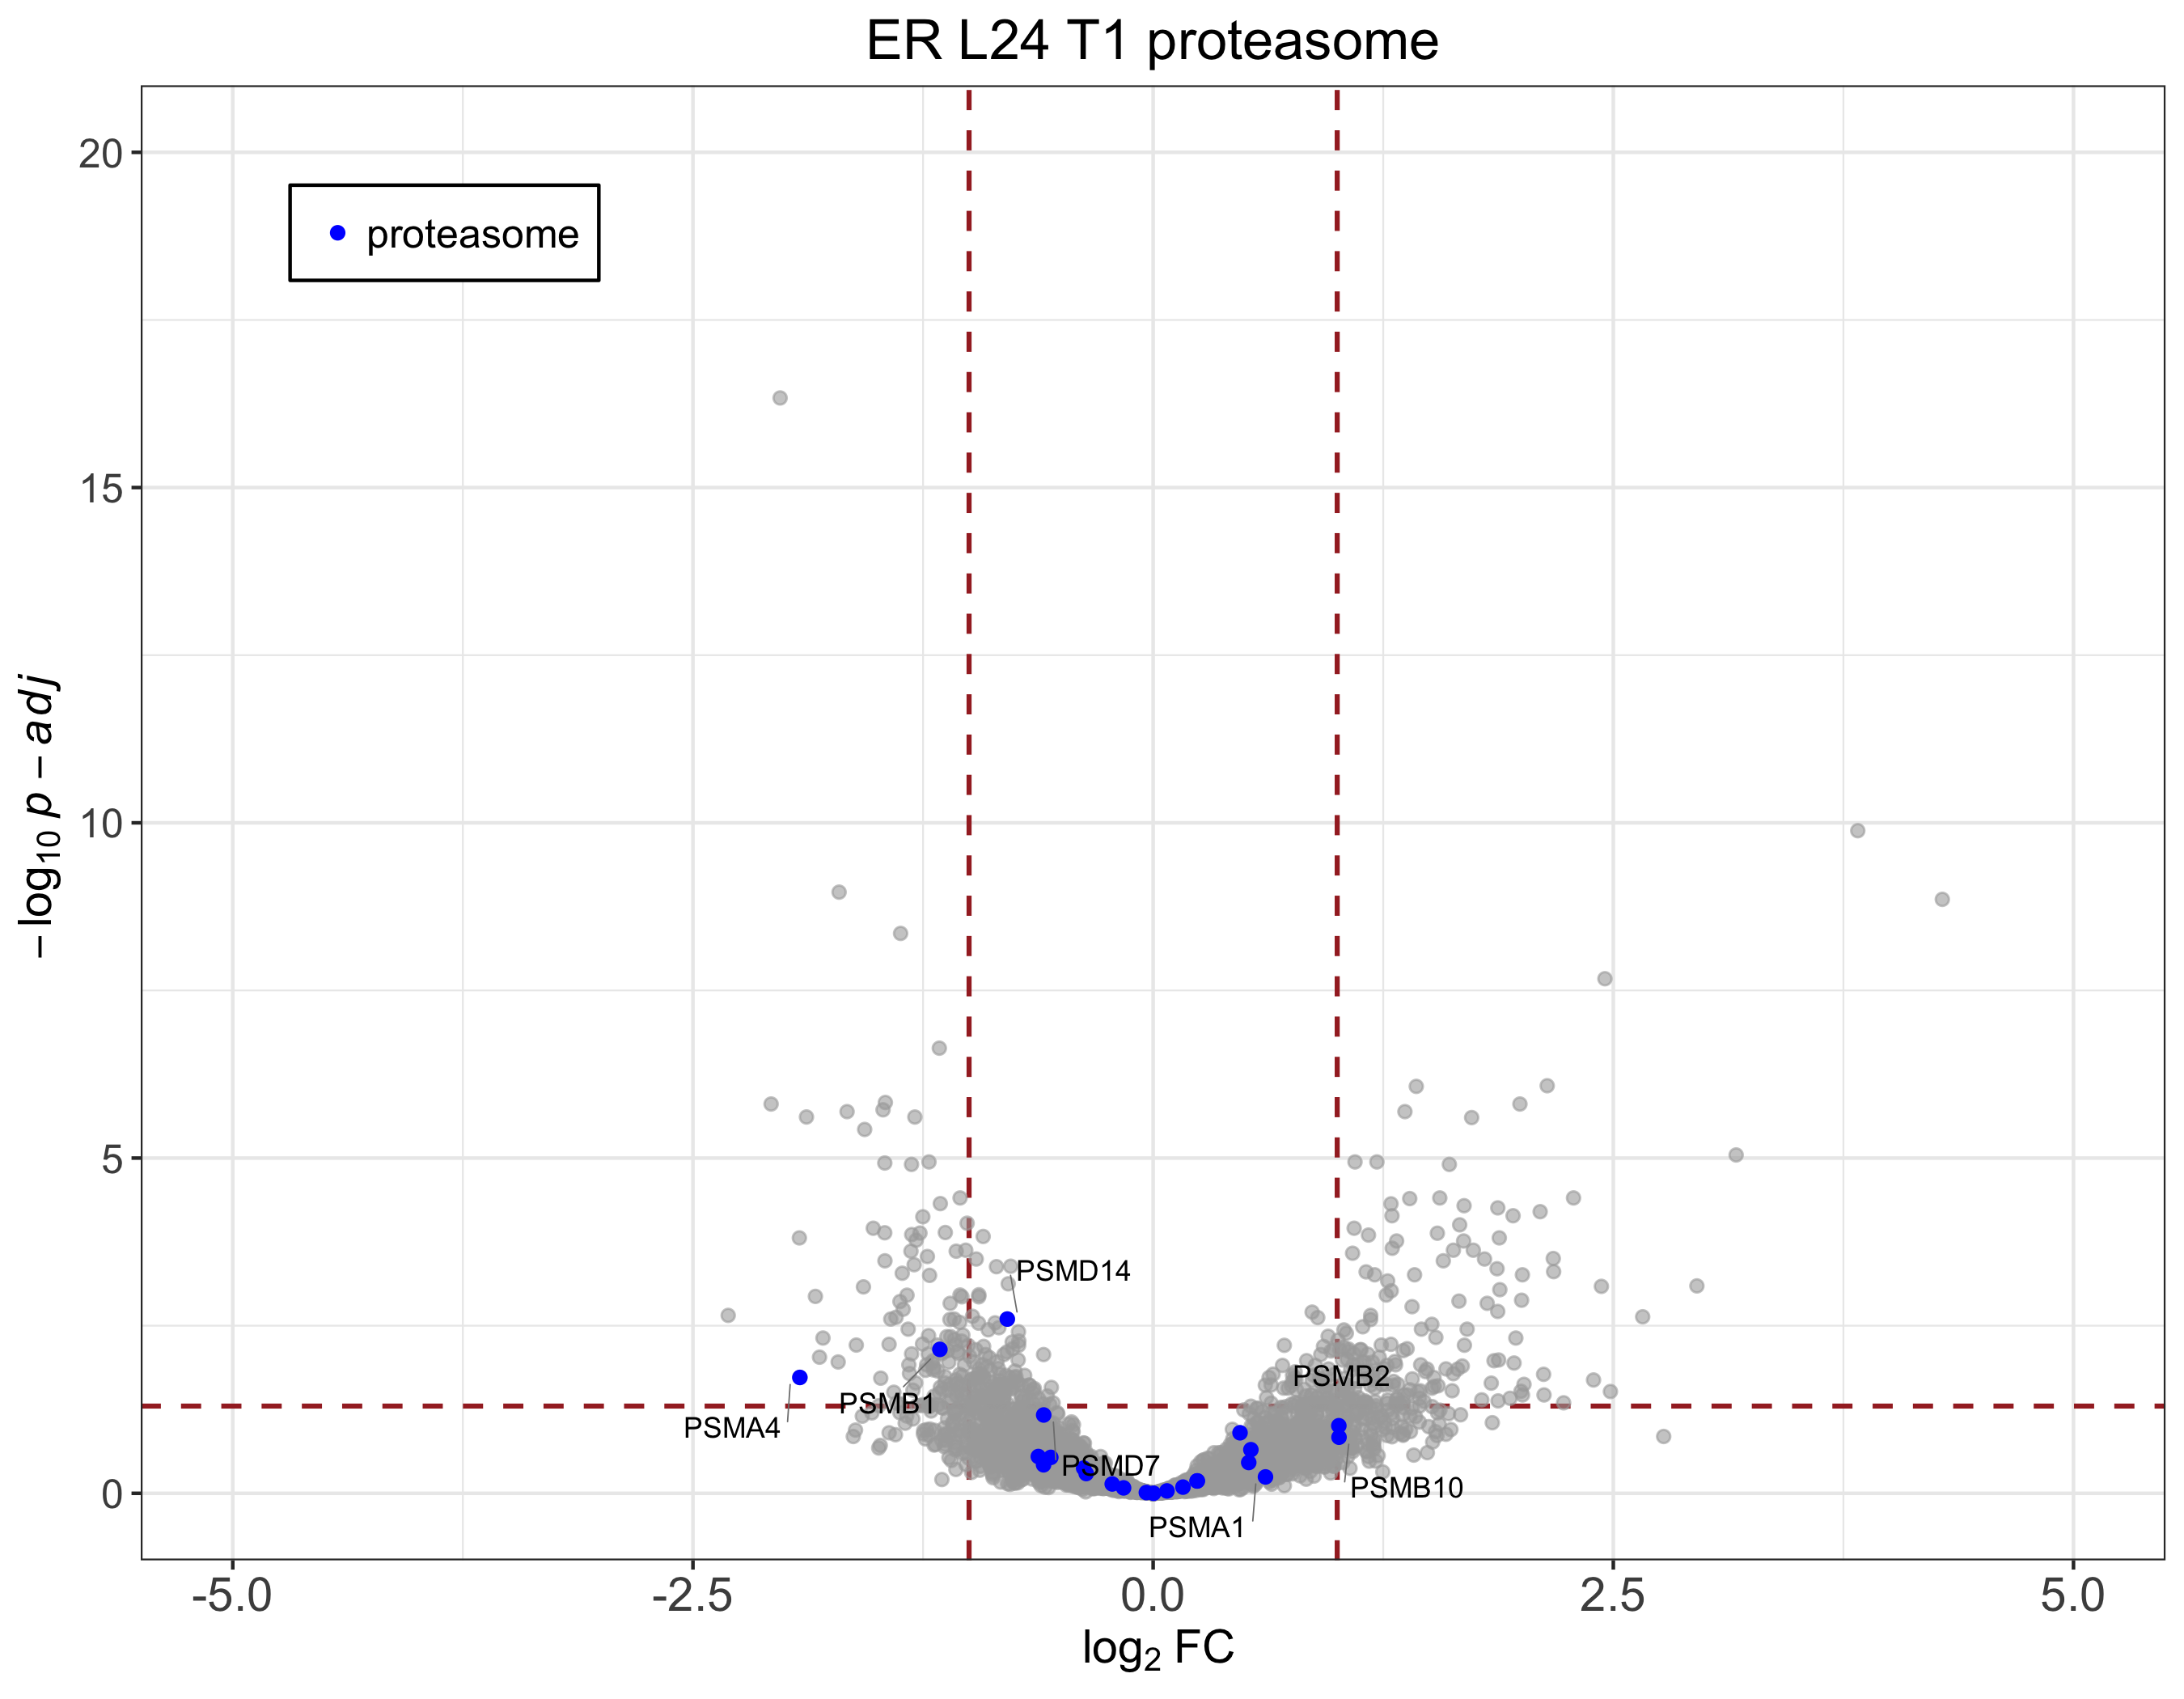 ER L24 T1 proteasome
20
proteasome
15
10
5
0
−log10 p − adj
PSMD14
PSMB2
PSMB1
PSMA4
PSMD7
PSMB10
PSMA1
-5.0
-2.5
0.0
2.5
5.0
log2 FC